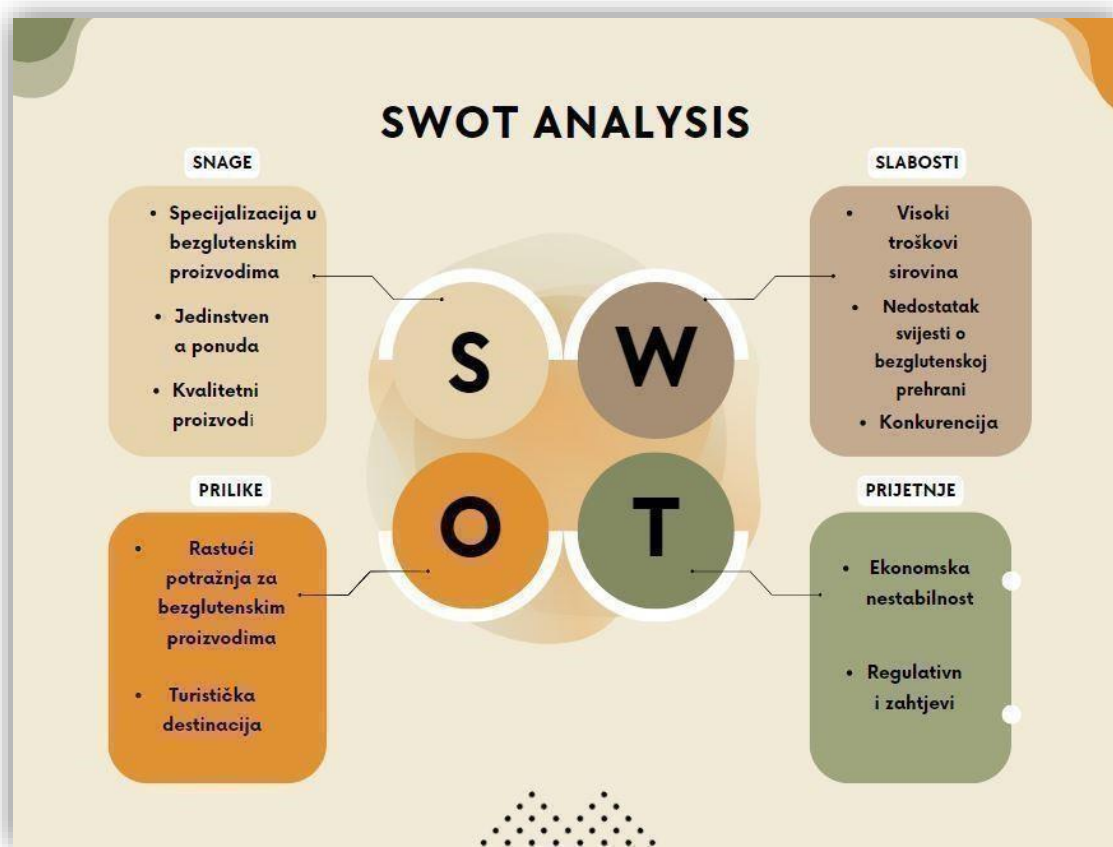 SWOT ANALYSIS
SNAGE
• Specijalizacija u
bezglutenskim
proizvodima
• Jedinstven
a ponuda
• Kvalitetni
proizvodi
SLABOSTI
• Visoki
troškovi
sirovina
• Nedostatak
svijesti o
bezglutenskoj
prehrani
• Konkurencija
S
W
O
T
PRILIKE
• Rastući
potražnja za
bezglutenskim
proizvodima
• Turistička
destinacija
PRIJETNJE
• Ekonomska
nestabilnost
• Regulativn
i zahtjevi